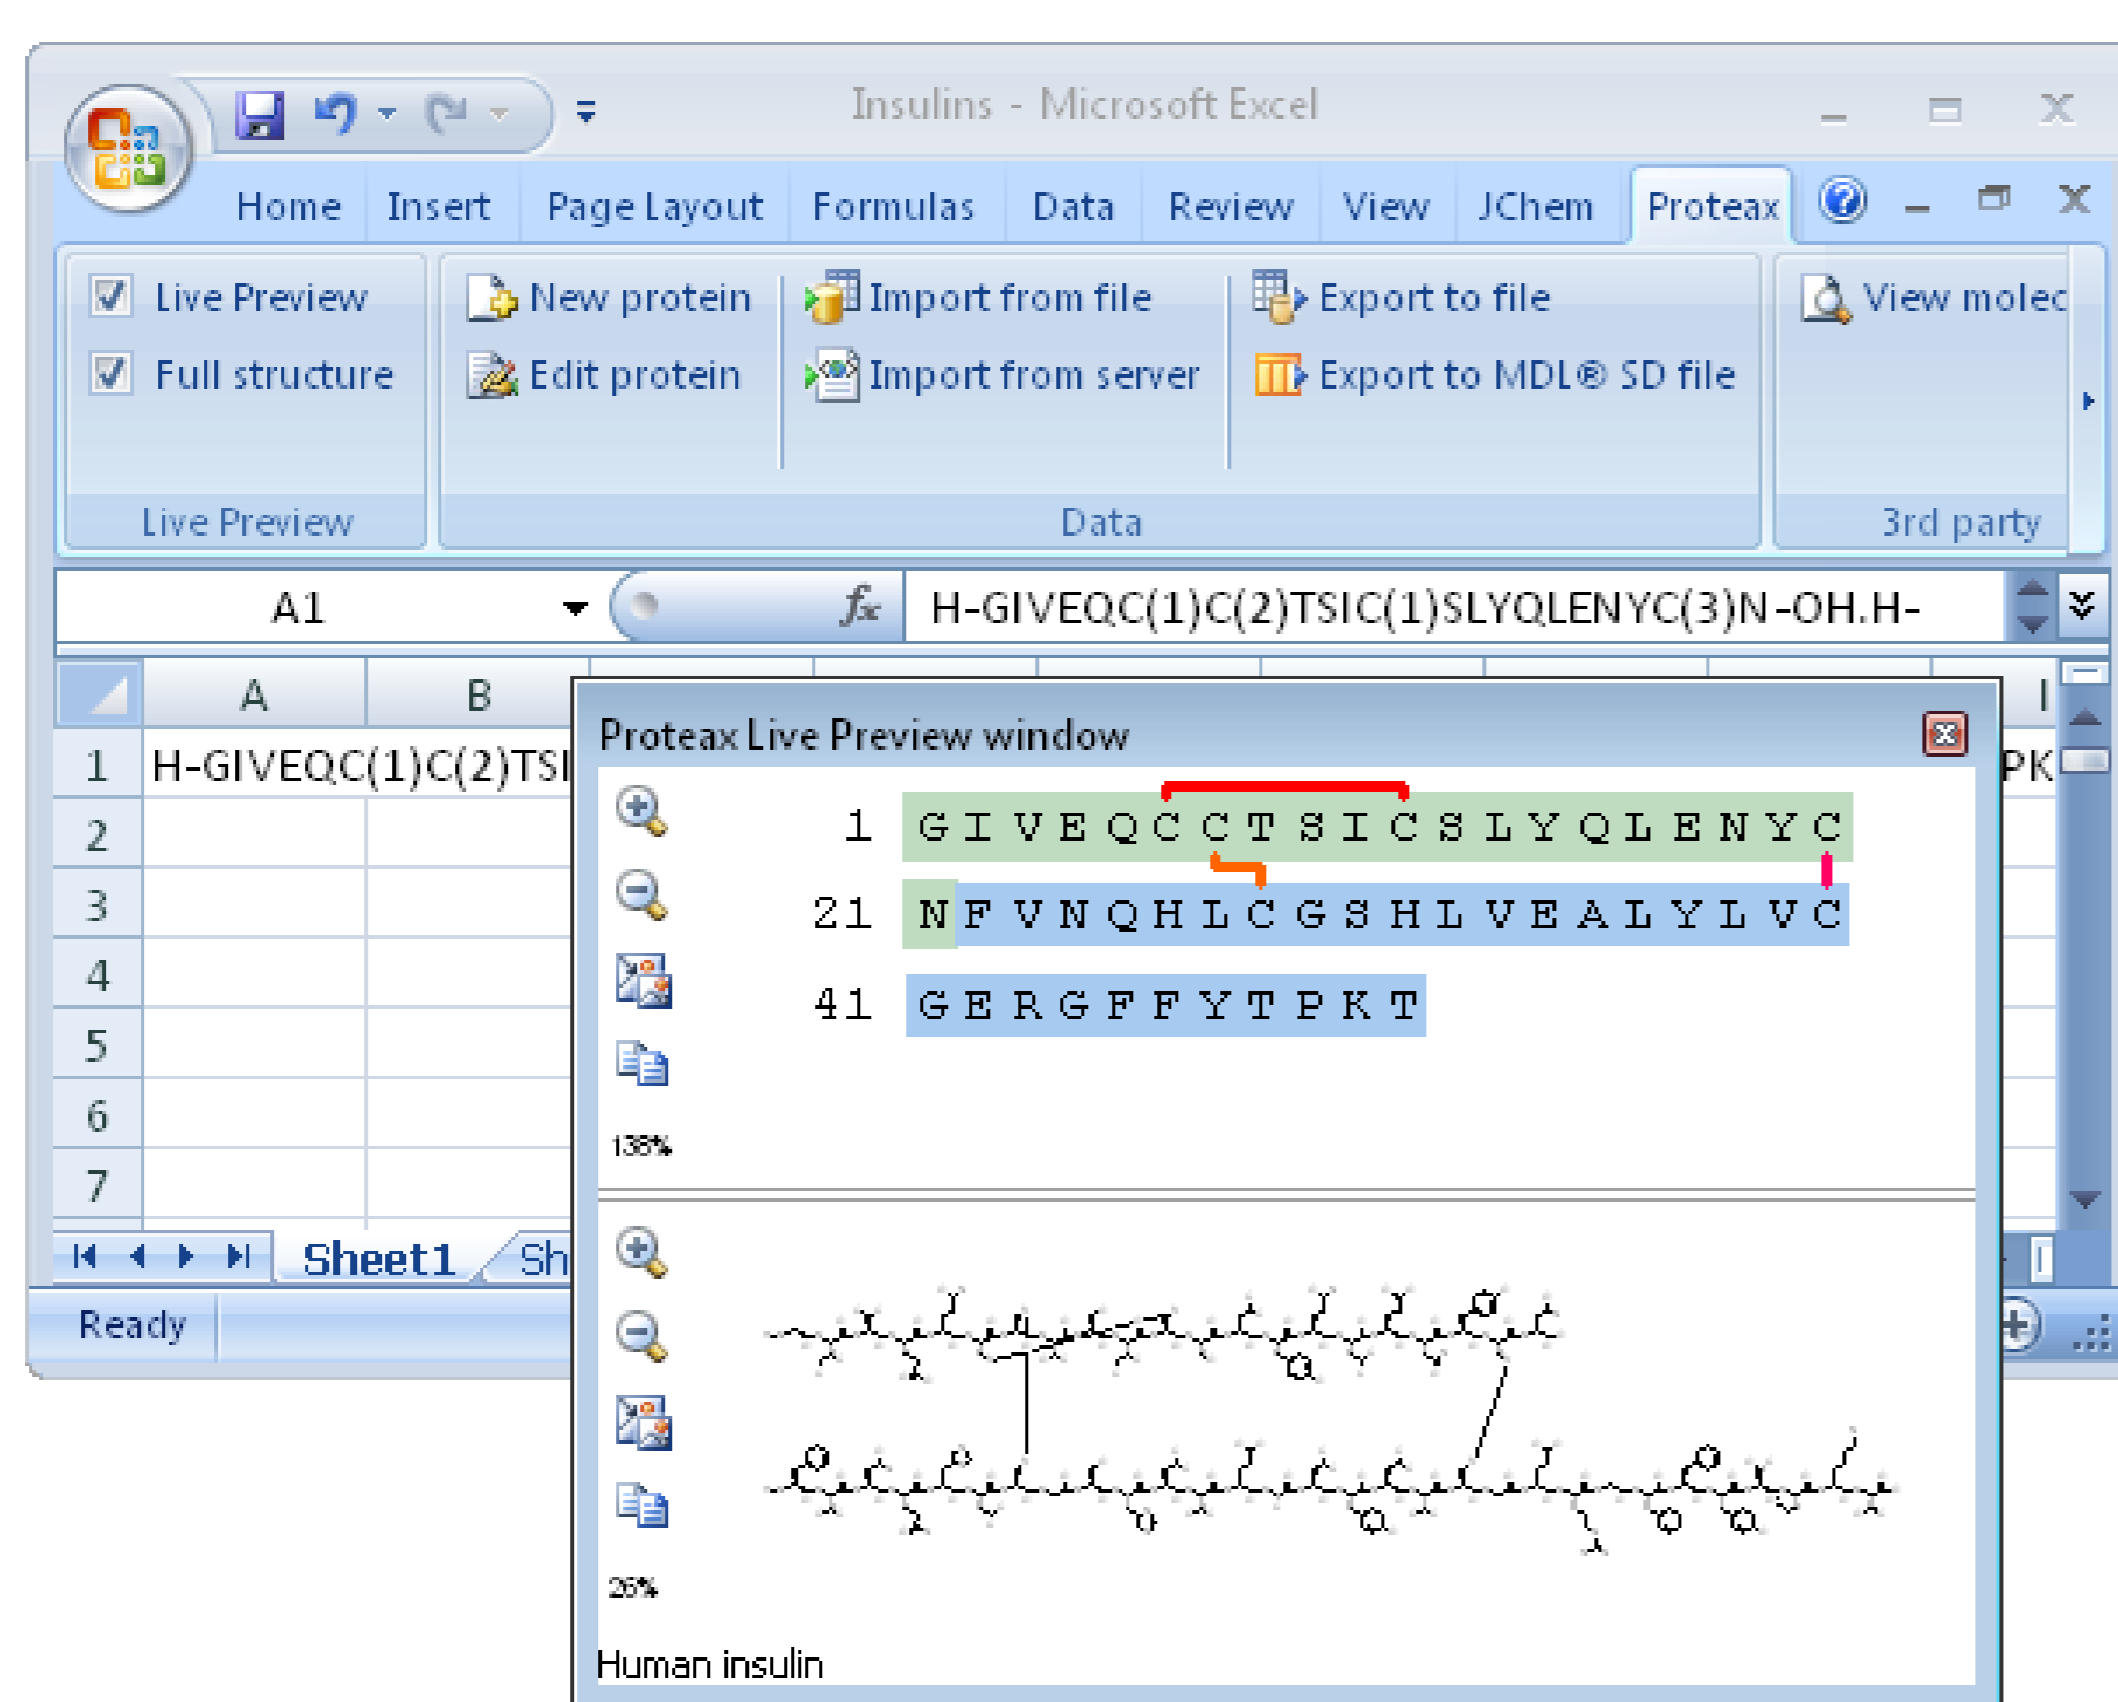 Insulins - Microsoft Excel
Home Insert Page Layout Formulas Data Review View JChem Proteax
Live Preview New protein Import from file Export to file View molec
Full structure Edit protein Import from server Export to MDL® SD file
Live Preview Data 3rd party
A1 fx H-GIVEQC(1)C(2)TSIC(1)SLYQLENYC(3)N-OH.H-
A B I
Proteax Live Preview window
1 H-GIVEQC(1)C(2)TSI PK
1 G I V E Q C C T S I C S L Y Q L E N Y C
2
21 N F V N Q H L C G S H L V E A L Y L V C
3
41 G E R G F F Y T P K T
4
5
6
138%
7
Sheet1 Sh
Ready
26%
Human insulin